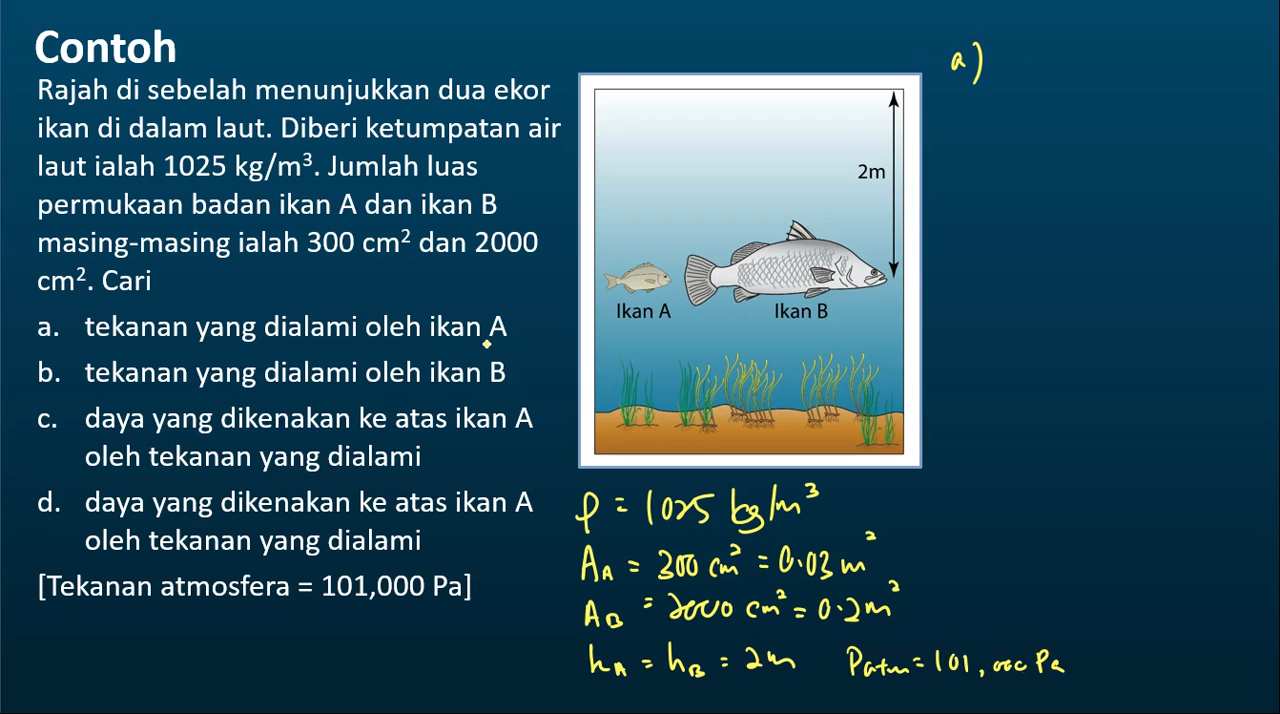 Contoh
Rajah di sebelah menunjukkan dua ekor
ikan di dalam laut. Diberi ketumpatan air
laut ialah 1025 kg/m³. Jumlah luas
permukaan badan ikan A dan ikan B
masing-masing ialah 300 cm² dan 2000
cm². Cari
a. tekanan yang dialami oleh ikan A
b. tekanan yang dialami oleh ikan B
c. daya yang dikenakan ke atas ikan A
oleh tekanan yang dialami
d. daya yang dikenakan ke atas ikan A
oleh tekanan yang dialami
[Tekanan atmosfera = 101,000 Pa]
2m
Ikan A
Ikan B
a)
ρ = 1025 kg/m³
A_A = 300 cm² = 0.03 m²
A_B = 2000 cm² = 0.2 m²
h_A = h_B = 2m
Patm = 101,000 Pa